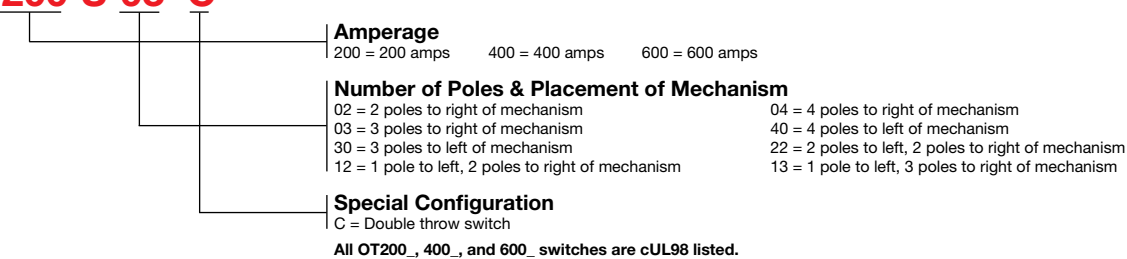 Amperage
200 = 200 amps 400 = 400 amps 600 = 600 amps
Number of Poles & Placement of Mechanism
02 = 2 poles to right of mechanism 04 = 4 poles to right of mechanism
03 = 3 poles to right of mechanism 40 = 4 poles to left of mechanism
30 = 3 poles to left of mechanism 22 = 2 poles to left, 2 poles to right of mechanism
12 = 1 pole to left, 2 poles to right of mechanism 13 = 1 pole to left, 3 poles to right of mechanism
Special Configuration
C = Double throw switch
All OT200_, 400_, and 600_ switches are cUL98 listed.